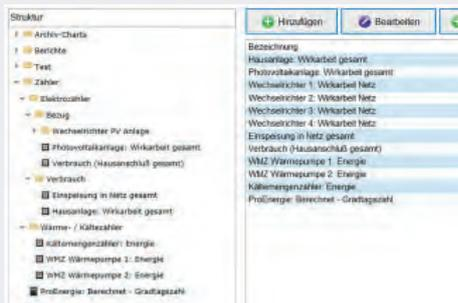 Struktur
Archiv-Charts
Berichte
Test
Zähler
Elektrozähler
Bezug
Wechselrichter PV Anlage
Photovoltaikanlage: Wirkarbeit gesamt
Verbrauch (Hausanschluß gesamt)
Verbrauch
Einspeisung in Netz gesamt
Hausanlage: Wirkarbeit gesamt
Wärme- / Kältezähler
Kältemengenzähler: Energie
WMZ Wärmepumpe 1: Energie
WMZ Wärmepumpe 2: Energie
ProEnergie: Berechnet - Gradtagszahl
Hinzufügen
Bearbeiten
Bezeichnung
Hausanlage: Wirkarbeit gesamt
Photovoltaikanlage: Wirkarbeit gesamt
Wechselrichter 1: Wirkarbeit Netz
Wechselrichter 2: Wirkarbeit Netz
Wechselrichter 3: Wirkarbeit Netz
Wechselrichter 4: Wirkarbeit Netz
Einspeisung in Netz gesamt
Verbrauch (Hausanschluß gesamt)
WMZ Wärmepumpe 1: Energie
WMZ Wärmepumpe 2: Energie
Kältemengenzähler: Energie
ProEnergie: Berechnet - Gradtagszahl